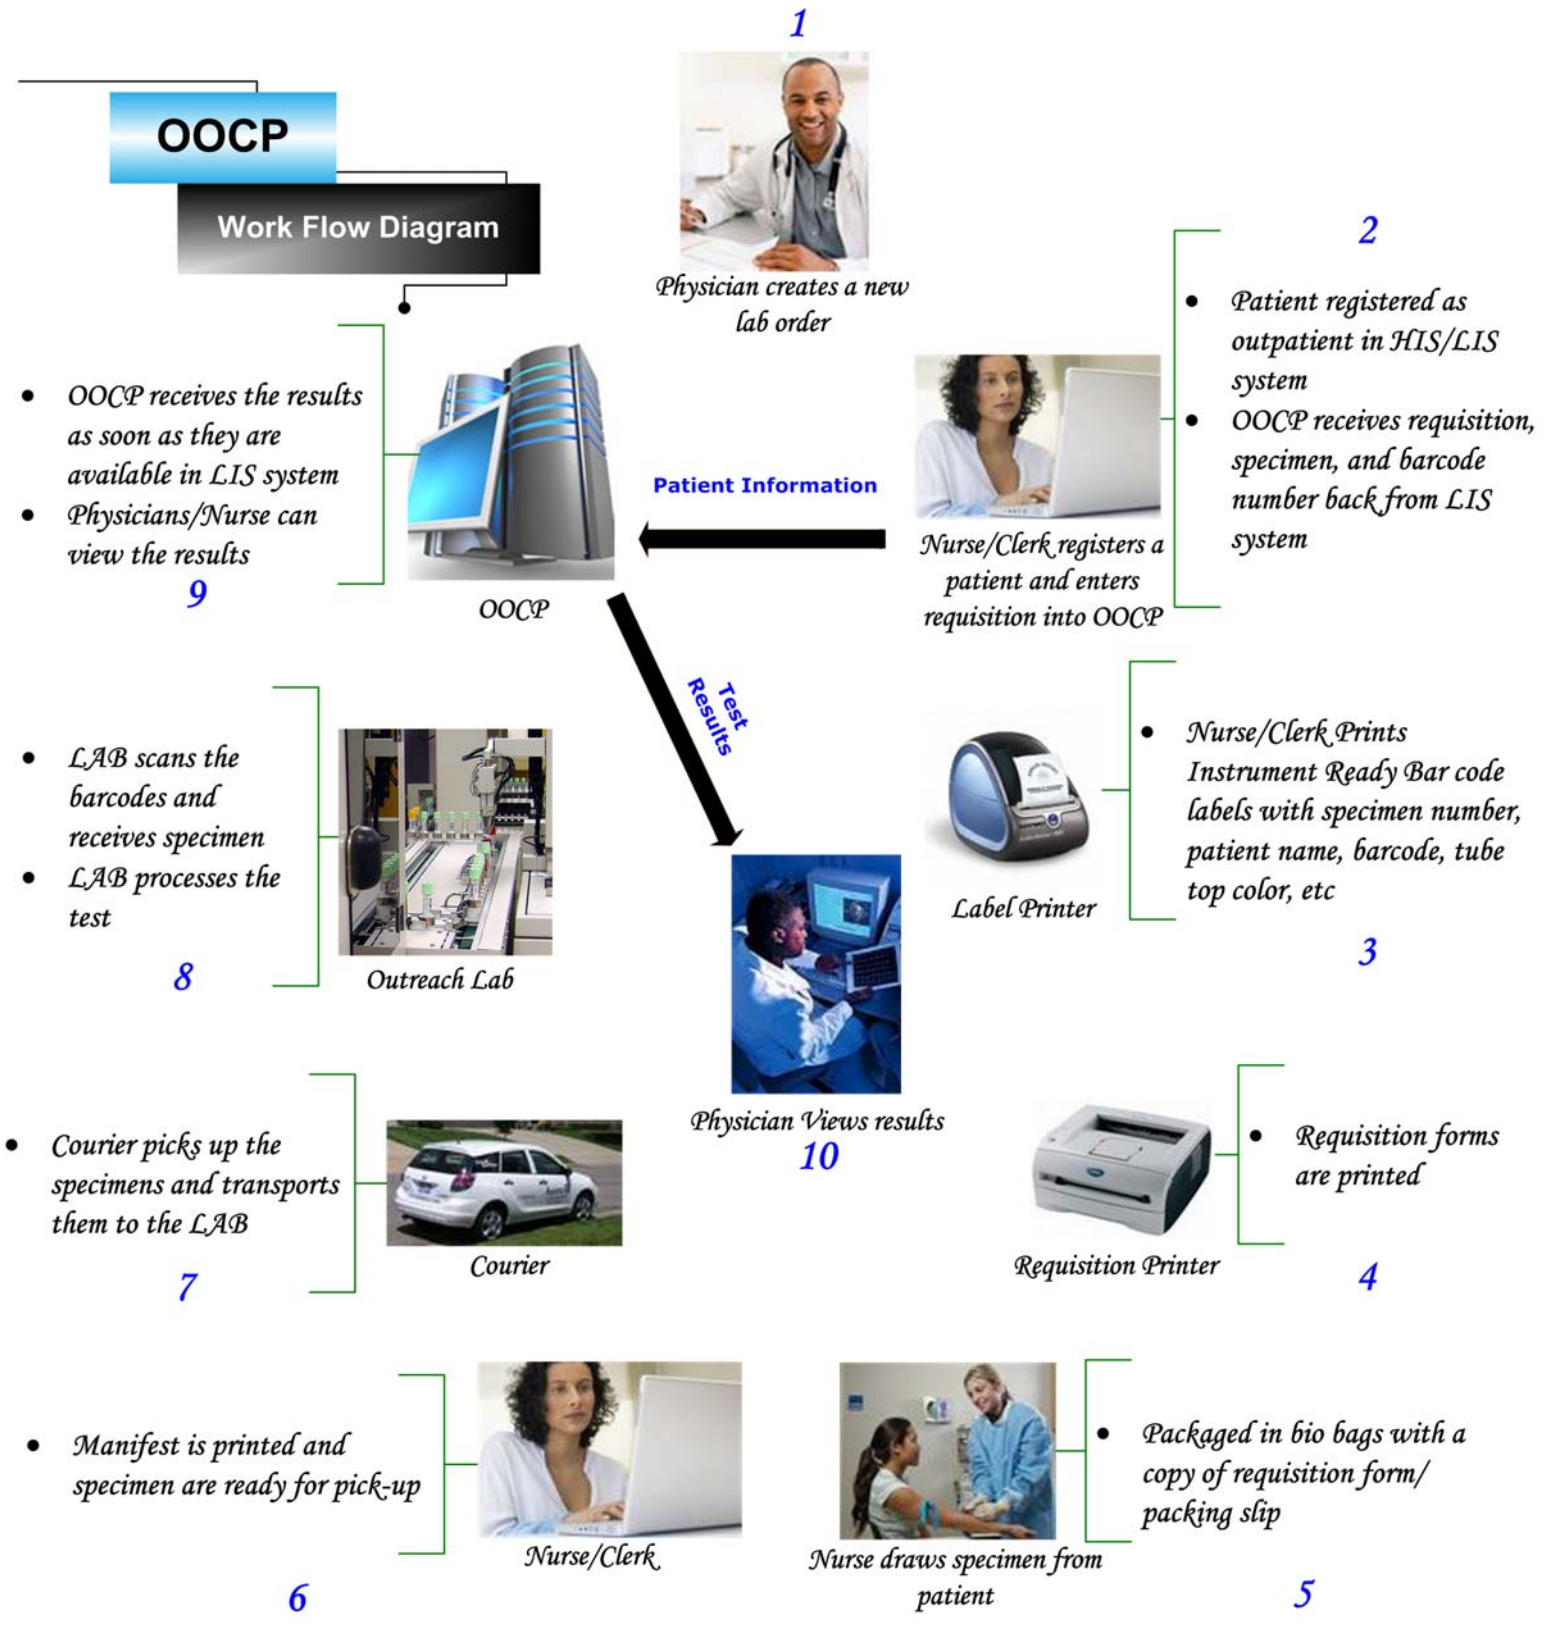 1
OOCP
Work Flow Diagram
Physician creates a new
lab order
2
• Patient registered as
outpatient in HIS/LIS
system
• OOCP receives requisition,
specimen, and barcode
number back from LIS
system
Nurse/Clerk registers a
patient and enters
requisition into OOCP
Patient Information
• OOCP receives the results
as soon as they are
available in LIS system
• Physicians/Nurse can
view the results
9
OOCP
Test
Results
• Nurse/Clerk Prints
Instrument Ready Bar code
labels with specimen number,
patient name, barcode, tube
top color, etc
Label Printer
3
• LAB scans the
barcodes and
receives specimen
• LAB processes the
test
8
Outreach Lab
Physician Views results
10
• Requisition forms
are printed
Requisition Printer
4
• Courier picks up the
specimens and transports
them to the LAB
7
Courier
• Packaged in bio bags with a
copy of requisition form/
packing slip
Nurse draws specimen from
patient
5
• Manifest is printed and
specimen are ready for pick-up
Nurse/Clerk
6